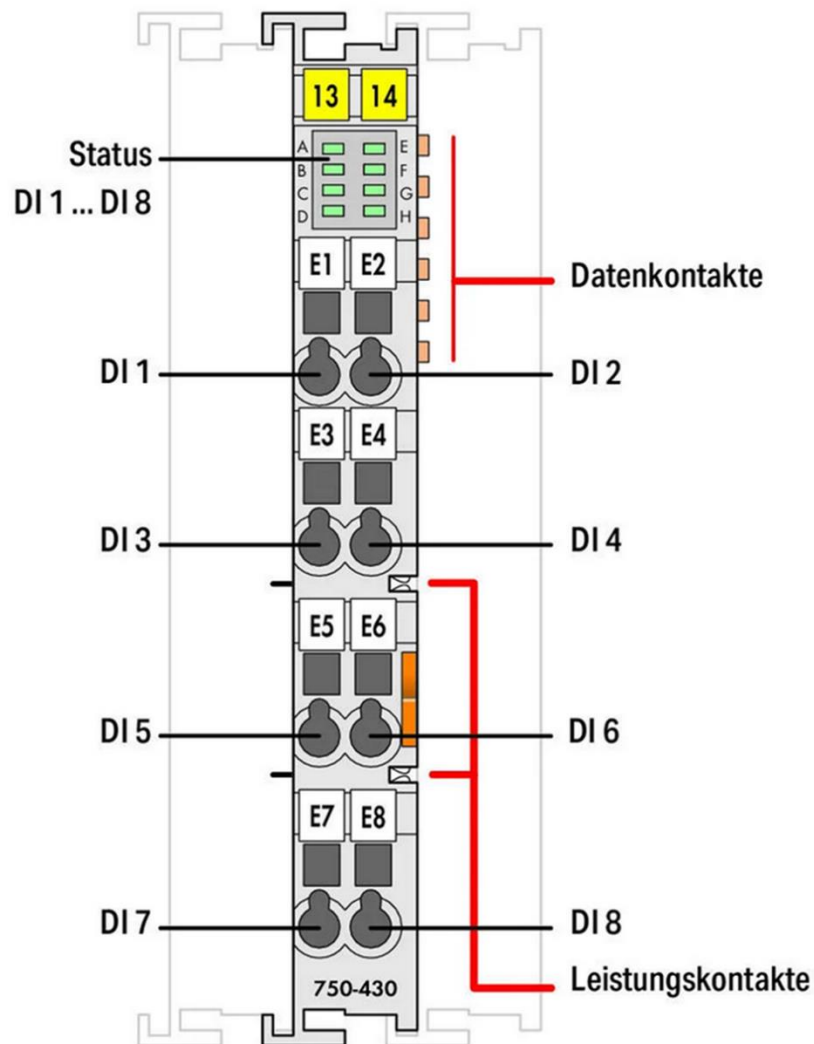 13 14
Status
DI 1 ... DI 8
A E
B F
C G
D H
E1 E2
Datenkontakte
DI 1 DI 2
E3 E4
DI 3 DI 4
E5 E6
DI 5 DI 6
E7 E8
DI 7 DI 8
Leistungskontakte
750-430